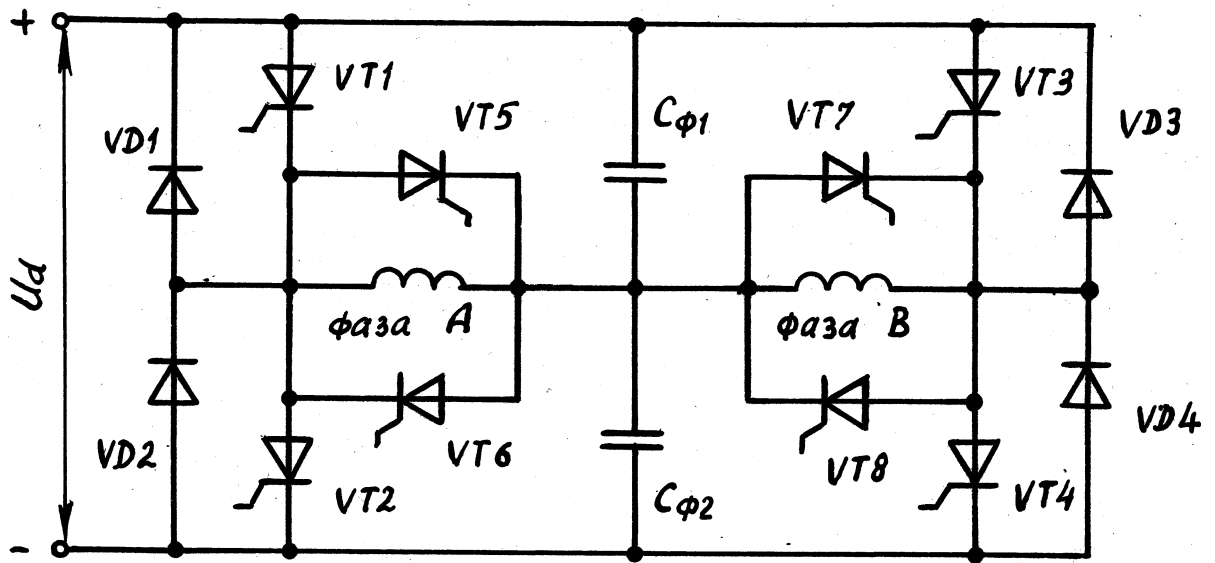 +
VT1
VT5
Cф1
VT7
VT3
VD1
VD3
Ud
фаза A
фаза B
VD2
VT6
VT8
VD4
VT2
Cф2
VT4
-